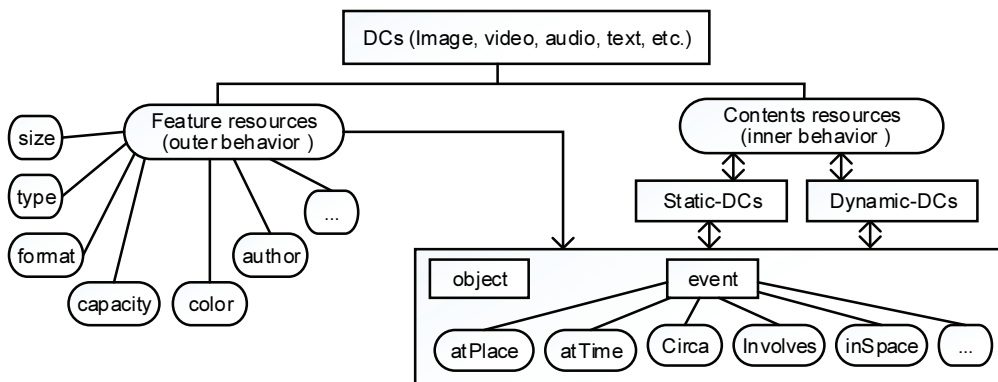 DCs (Image, video, audio, text, etc.)
Feature resources
(outer behavior )
Contents resources
(inner behavior )
size
type
format
capacity
color
author
...
Static-DCs
Dynamic-DCs
object
event
atPlace
atTime
Circa
Involves
inSpace
...